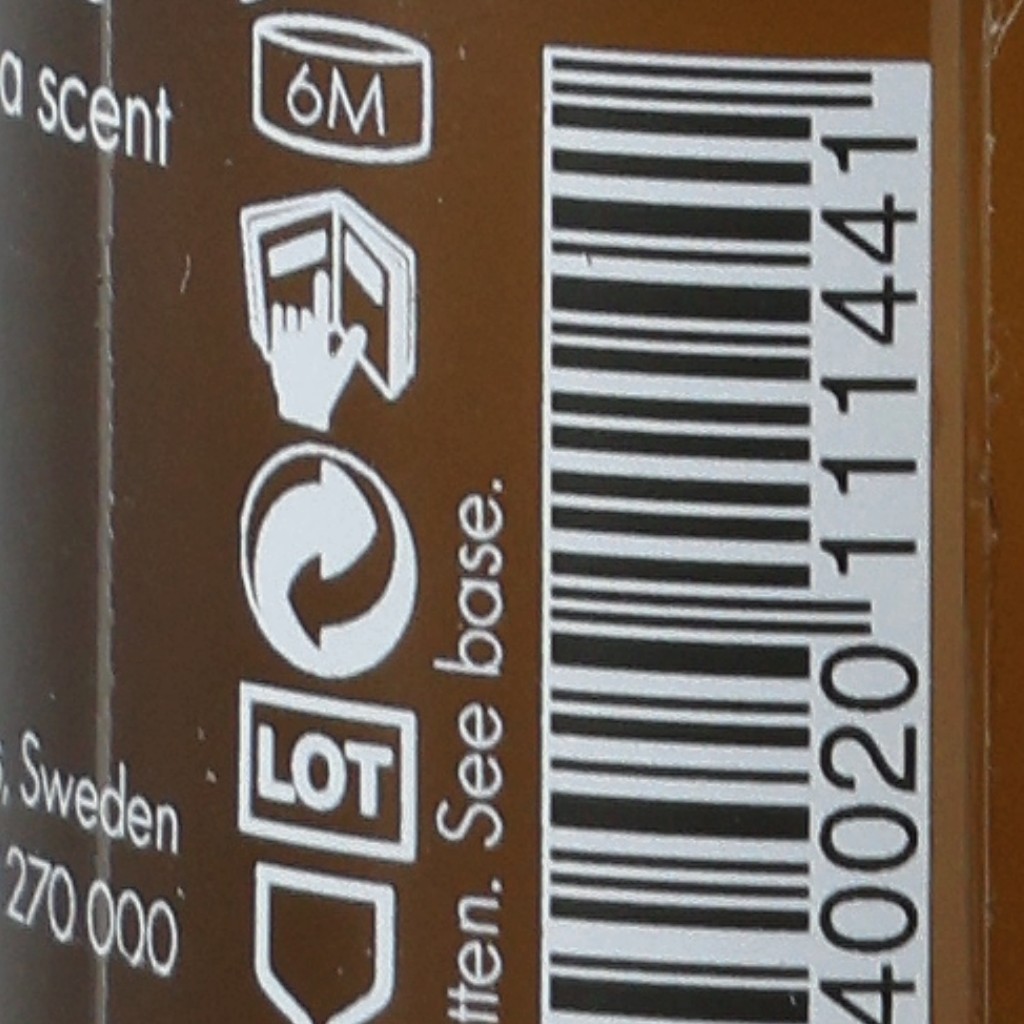 a scent
, Sweden
270 000
6M
LOT
tten. See base.
40020 111441